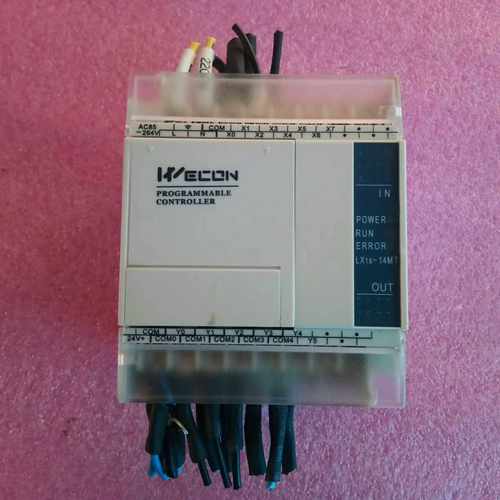 220
AC85 ⏚ COM X1 X3 X5 X7 • •
~264V L N X0 X2 X4 X6 • •
WECON
PROGRAMMABLE
CONTROLLER
IN
POWER
RUN
ERROR
LX1s-14MT
OUT
COM Y0 Y1 Y2 Y3 Y4 • •
24V+ COM0 COM1 COM2 COM3 COM4 Y5 •